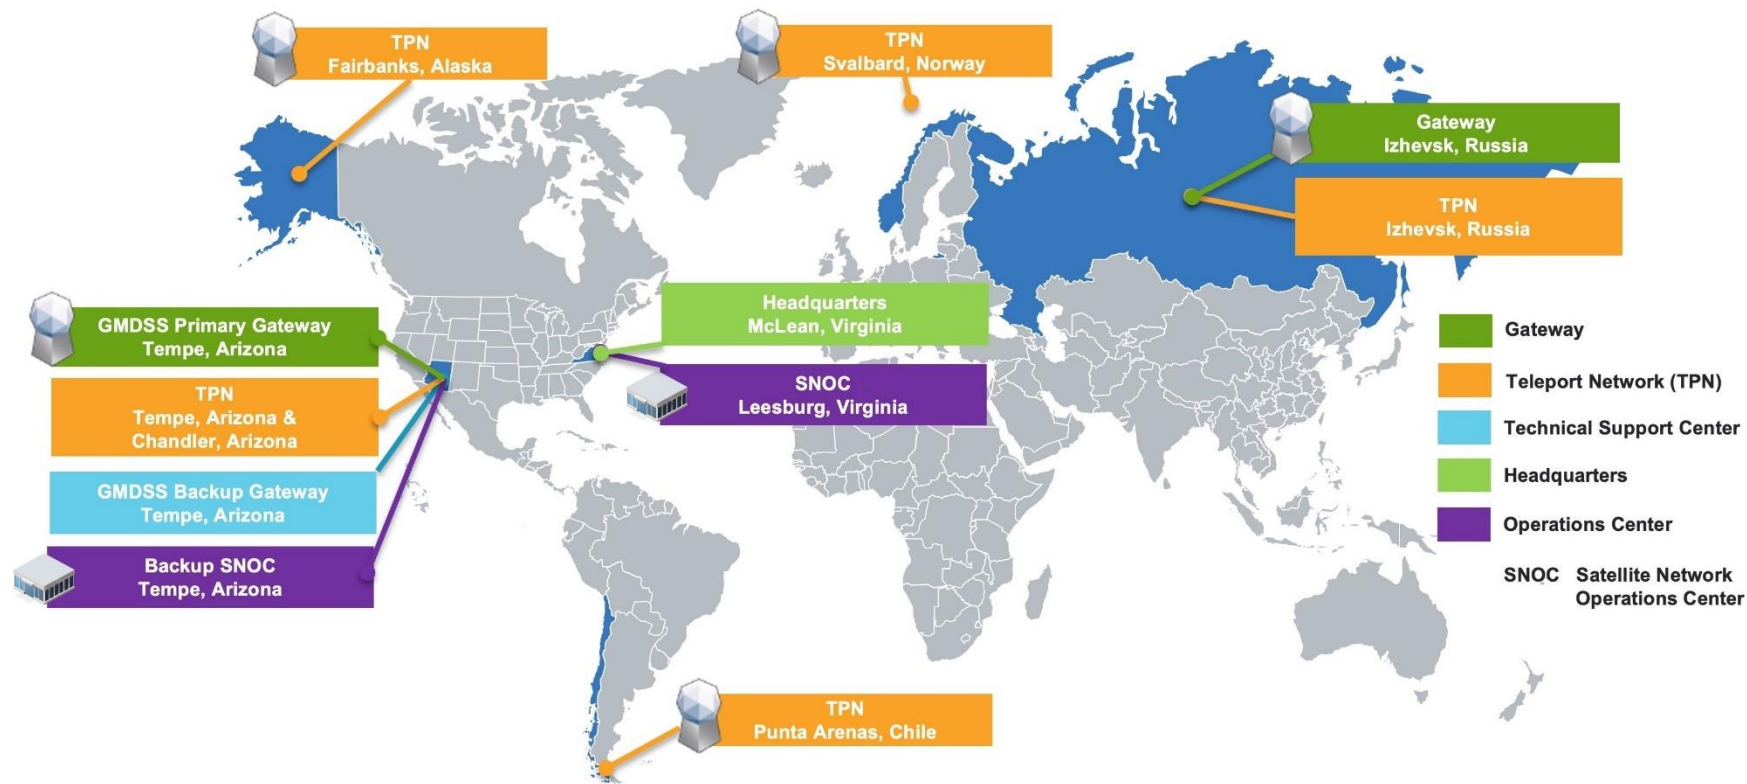 TPN
Fairbanks, Alaska
TPN
Svalbard, Norway
Gateway
Izhevsk, Russia
TPN
Izhevsk, Russia
GMDSS Primary Gateway
Tempe, Arizona
TPN
Tempe, Arizona &
Chandler, Arizona
GMDSS Backup Gateway
Tempe, Arizona
Backup SNOC
Tempe, Arizona
Headquarters
McLean, Virginia
SNOC
Leesburg, Virginia
TPN
Punta Arenas, Chile
Gateway
Teleport Network (TPN)
Technical Support Center
Headquarters
Operations Center
SNOC Satellite Network
Operations Center